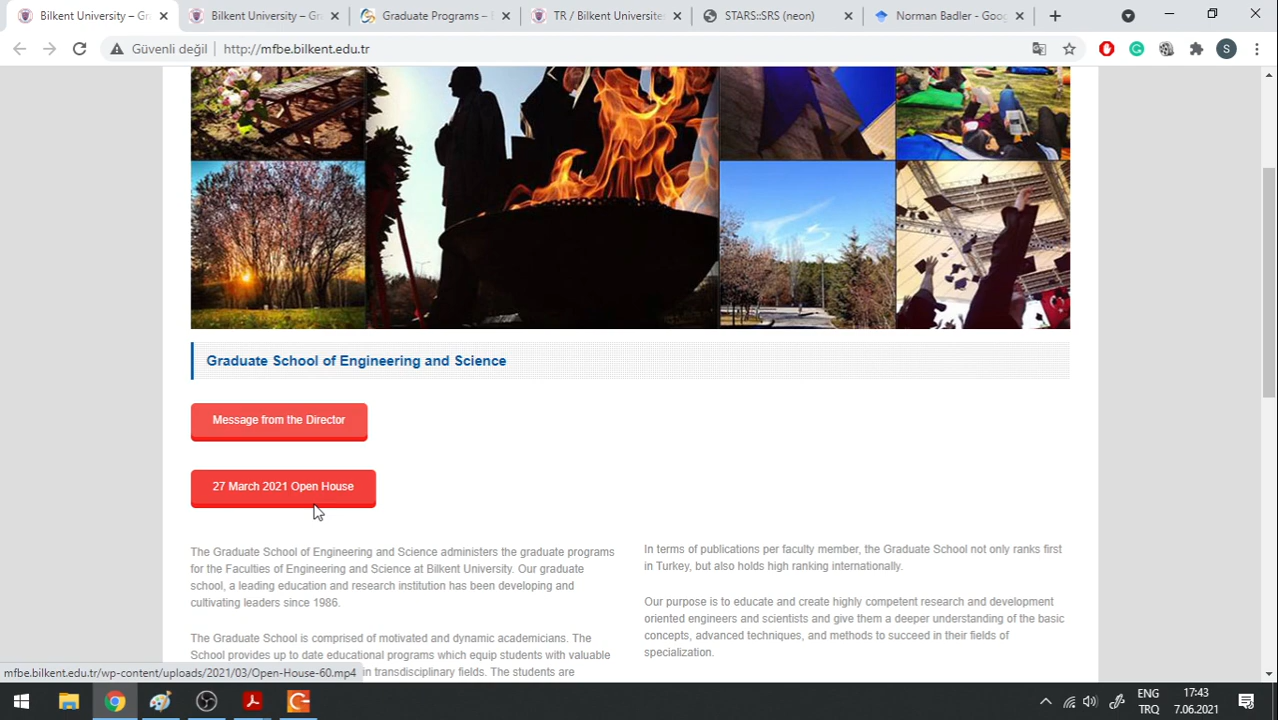 Bilkent University – Gra
Bilkent University – Gra
Graduate Programs – B
TR / Bilkent Üniversites
STARS::SRS (neon)
Norman Badler - Goog
Güvenli değil
http://mfbe.bilkent.edu.tr
S
Graduate School of Engineering and Science
Message from the Director
27 March 2021 Open House
The Graduate School of Engineering and Science administers the graduate programs
for the Faculties of Engineering and Science at Bilkent University. Our graduate
school, a leading education and research institution has been developing and
cultivating leaders since 1986.
The Graduate School is comprised of motivated and dynamic academicians. The
School provides up to date educational programs which equip students with valuable
in transdisciplinary fields. The students are
In terms of publications per faculty member, the Graduate School not only ranks first
in Turkey, but also holds high ranking internationally.
Our purpose is to educate and create highly competent research and development
oriented engineers and scientists and give them a deeper understanding of the basic
concepts, advanced techniques, and methods to succeed in their fields of
specialization.
mfbe.bilkent.edu.tr/wp-content/uploads/2021/03/Open-House-60.mp4
ENG
TRQ
17:43
7.06.2021